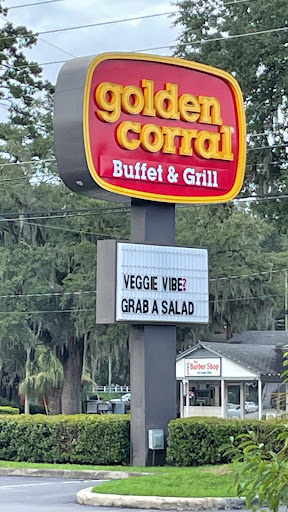 golden
corral
Buffet & Grill
VEGGIE VIBE?
GRAB A SALAD
Barber Shop